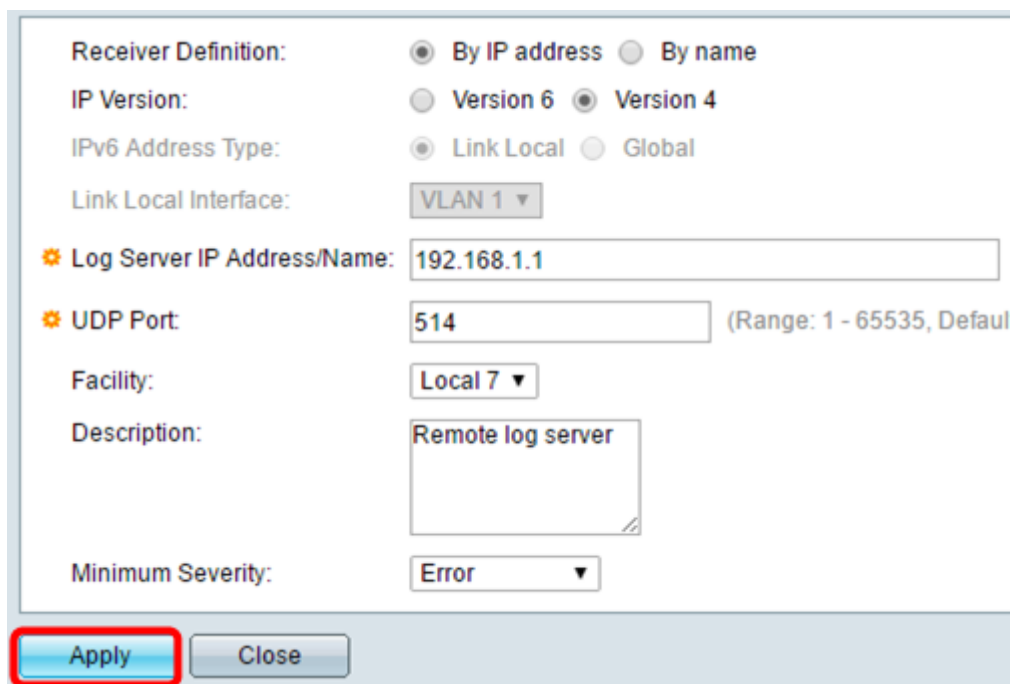 Receiver Definition: By IP address By name
IP Version: Version 6 Version 4
IPv6 Address Type: Link Local Global
Link Local Interface: VLAN 1
Log Server IP Address/Name: 192.168.1.1
UDP Port: 514 (Range: 1 - 65535, Defaul
Facility: Local 7
Description: Remote log server
Minimum Severity: Error
Apply Close